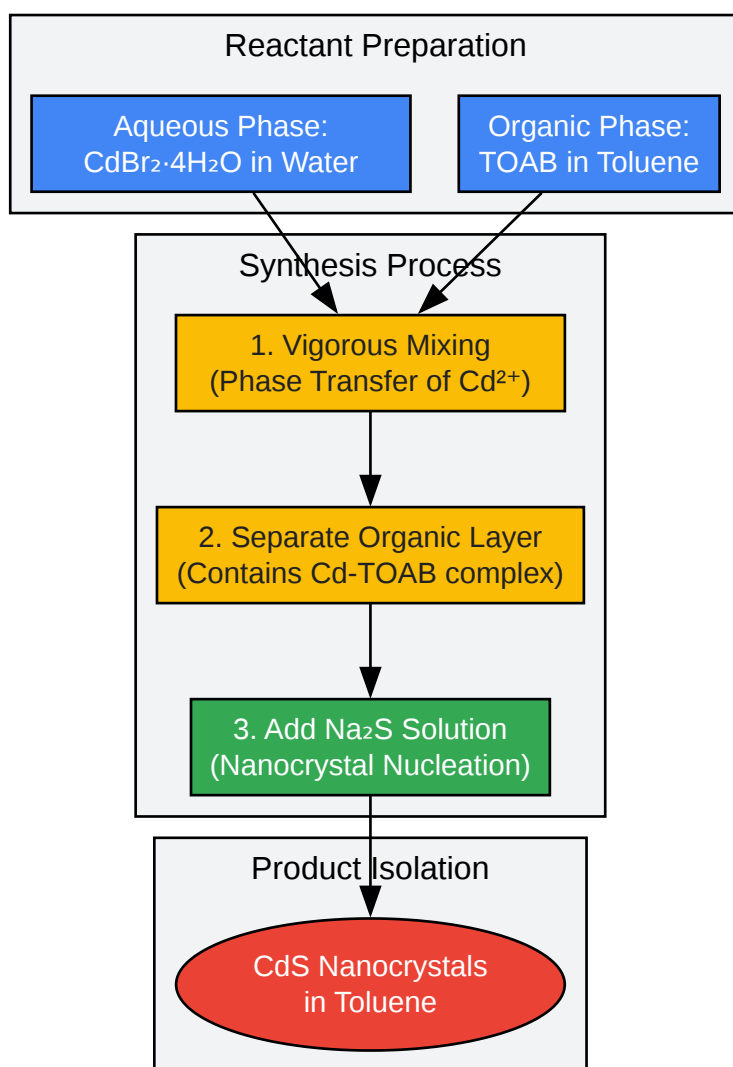 Reactant Preparation
Aqueous Phase:
CdBr₂·4H₂O in Water
Organic Phase:
TOAB in Toluene
Synthesis Process
1. Vigorous Mixing
(Phase Transfer of Cd²⁺)
2. Separate Organic Layer
(Contains Cd-TOAB complex)
3. Add Na₂S Solution
(Nanocrystal Nucleation)
Product Isolation
CdS Nanocrystals
in Toluene